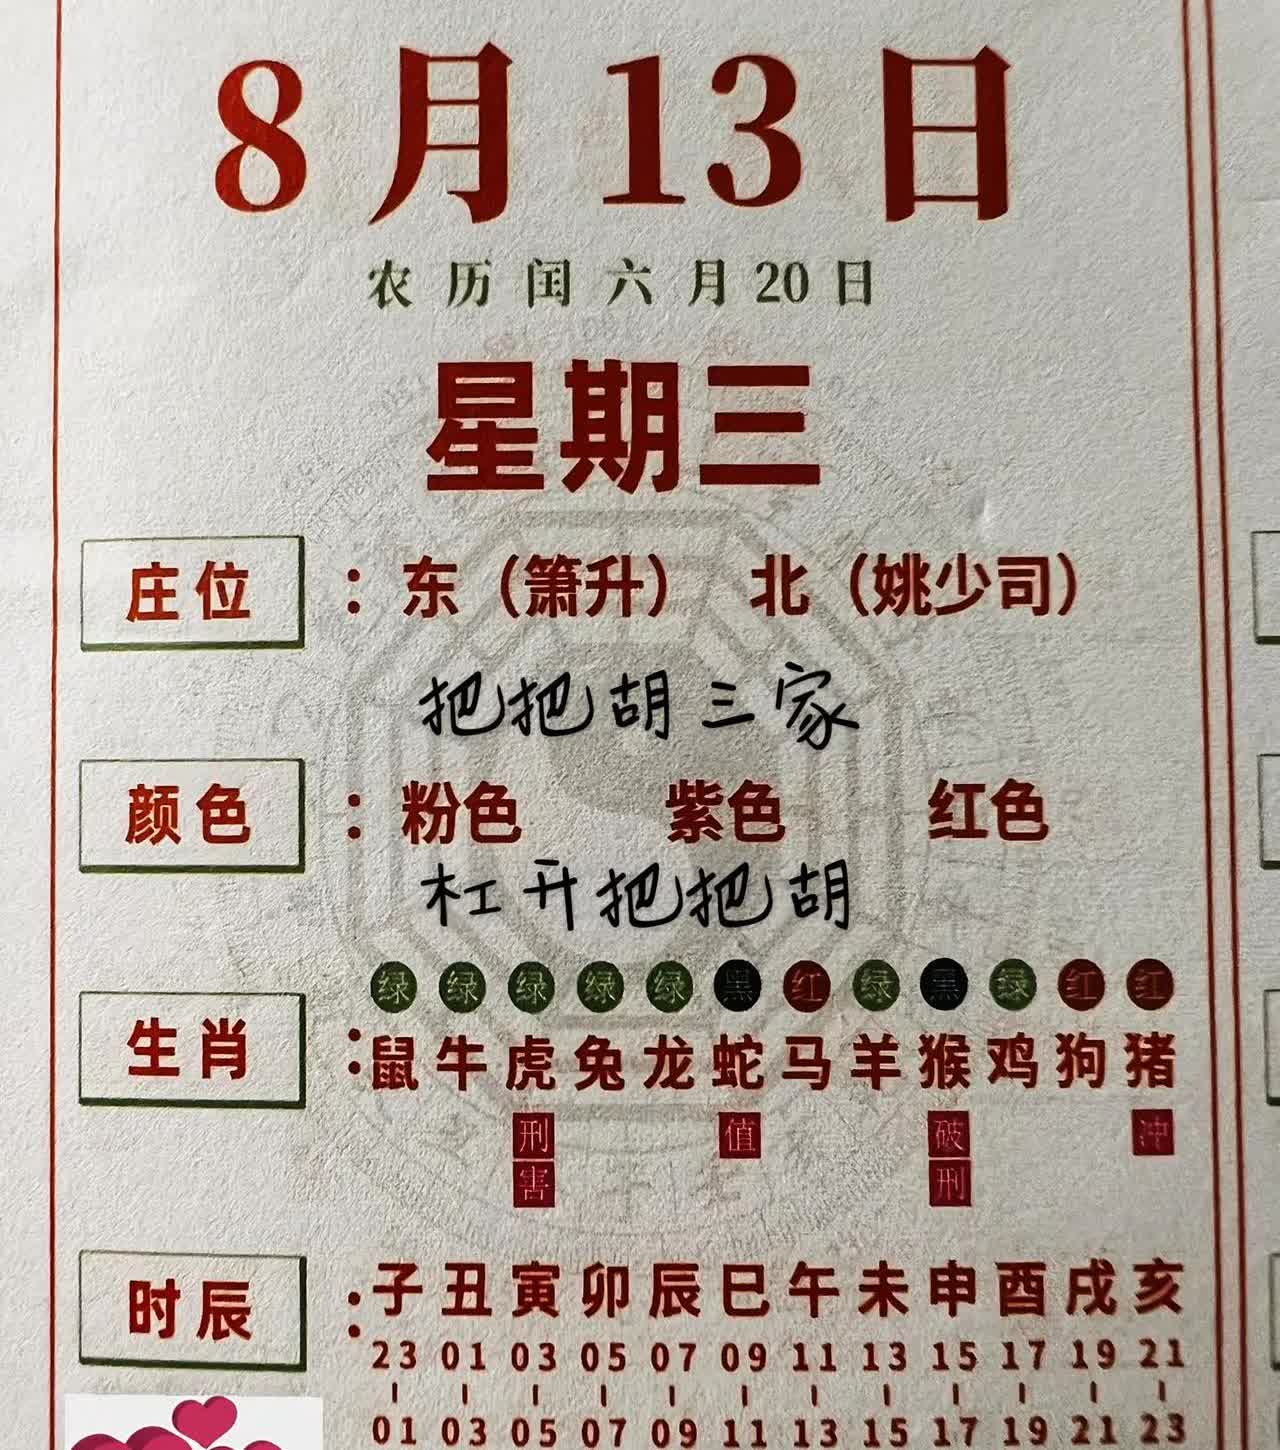 8月13日
农历闰六月20日
星期三
庄位：东（箫升） 北（姚少司）
把把胡三家
颜色：粉色 紫色 红色
杠开把把胡
绿 绿 绿 绿 绿 黑 红 绿 黑 绿 红 红
生肖：鼠 牛 虎 兔 龙 蛇 马 羊 猴 鸡 狗 猪
刑 值 破 冲
害 刑
时辰：子 丑 寅 卯 辰 巳 午 未 申 酉 戌 亥
23 01 03 05 07 09 11 13 15 17 19 21
01 03 05 07 09 11 13 15 17 19 21 23